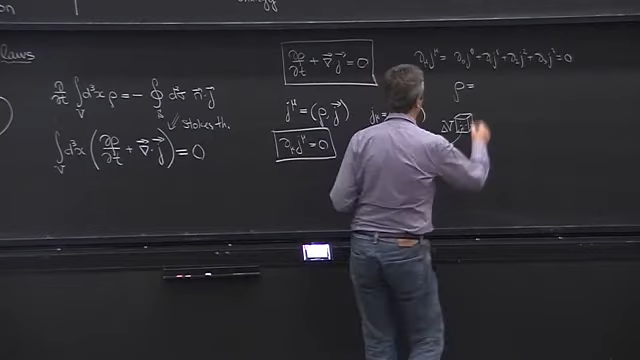 laws
∂/∂t ∫_V d³x ρ = - ∮_S d²σ n⃗·j⃗
Stokes th.
∫_V d³x (∂ρ/∂t + ∇⃗·j⃗) = 0
∂ρ/∂t + ∇⃗·j⃗ = 0
j^μ = (ρ, j⃗)
∂_μ j^μ = 0
∂_μ j^μ = ∂_0 j^0 + ∂_1 j^1 + ∂_2 j^2 + ∂_3 j^3 = 0
ρ =
ΔV